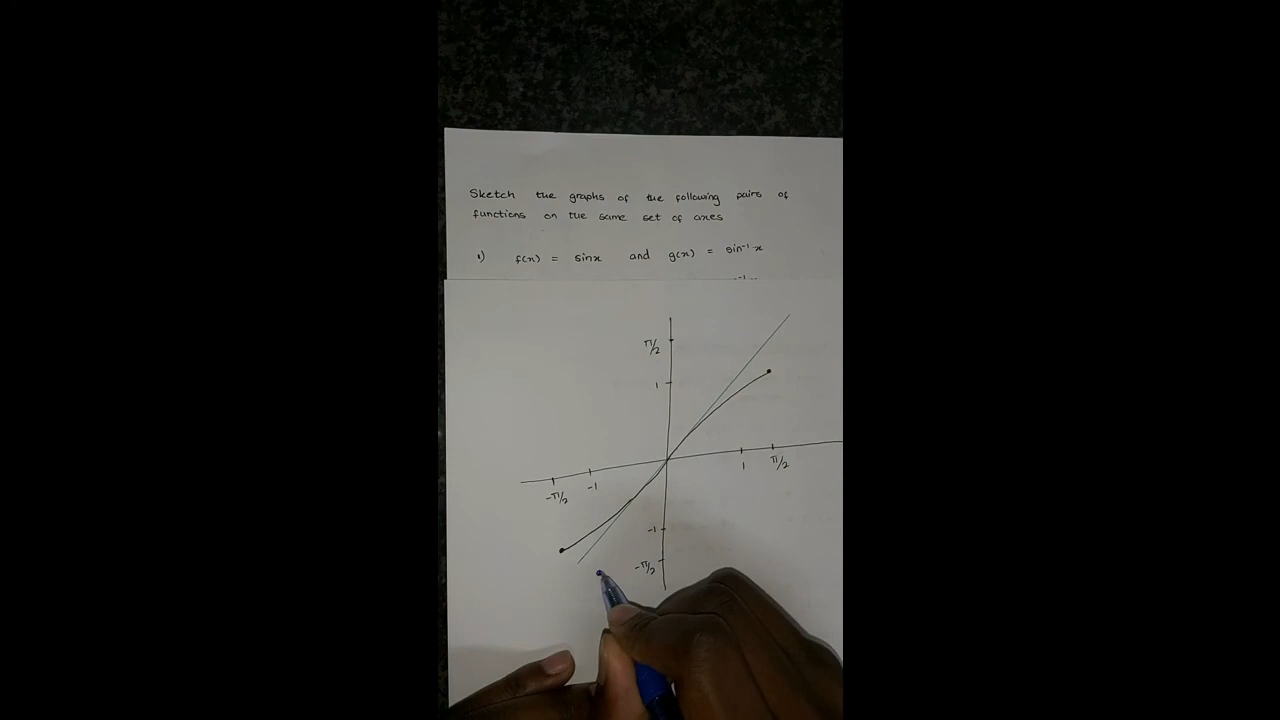 Sketch the graphs of the following pairs of
functions on the same set of axes
1) f(x) = sinx and g(x) = sin⁻¹x
π/2
1
1
π/2
-1
-π/2
-1
-π/2